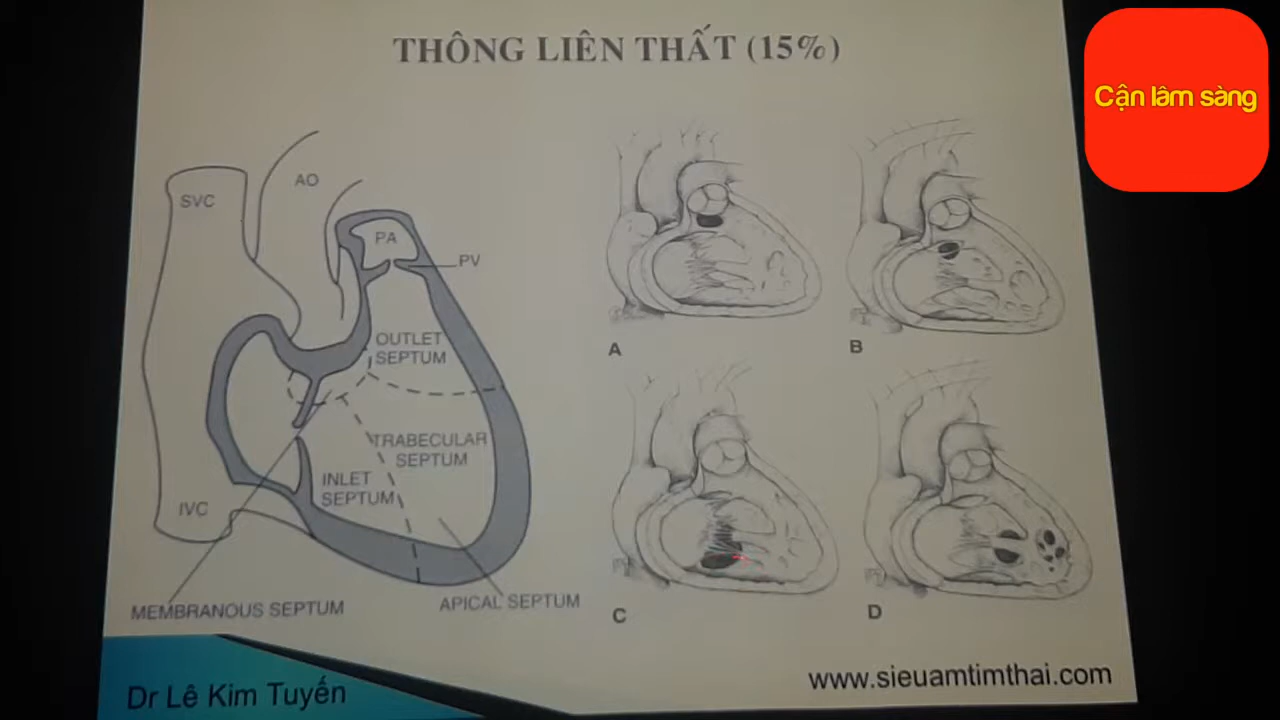 THÔNG LIÊN THẤT (15%)
Cận lâm sàng
SVC
AO
PA
PV
OUTLET
SEPTUM
TRABECULAR
SEPTUM
INLET
SEPTUM
IVC
MEMBRANOUS SEPTUM
APICAL SEPTUM
A
B
C
D
Dr Lê Kim Tuyến
www.sieuamtimthai.com